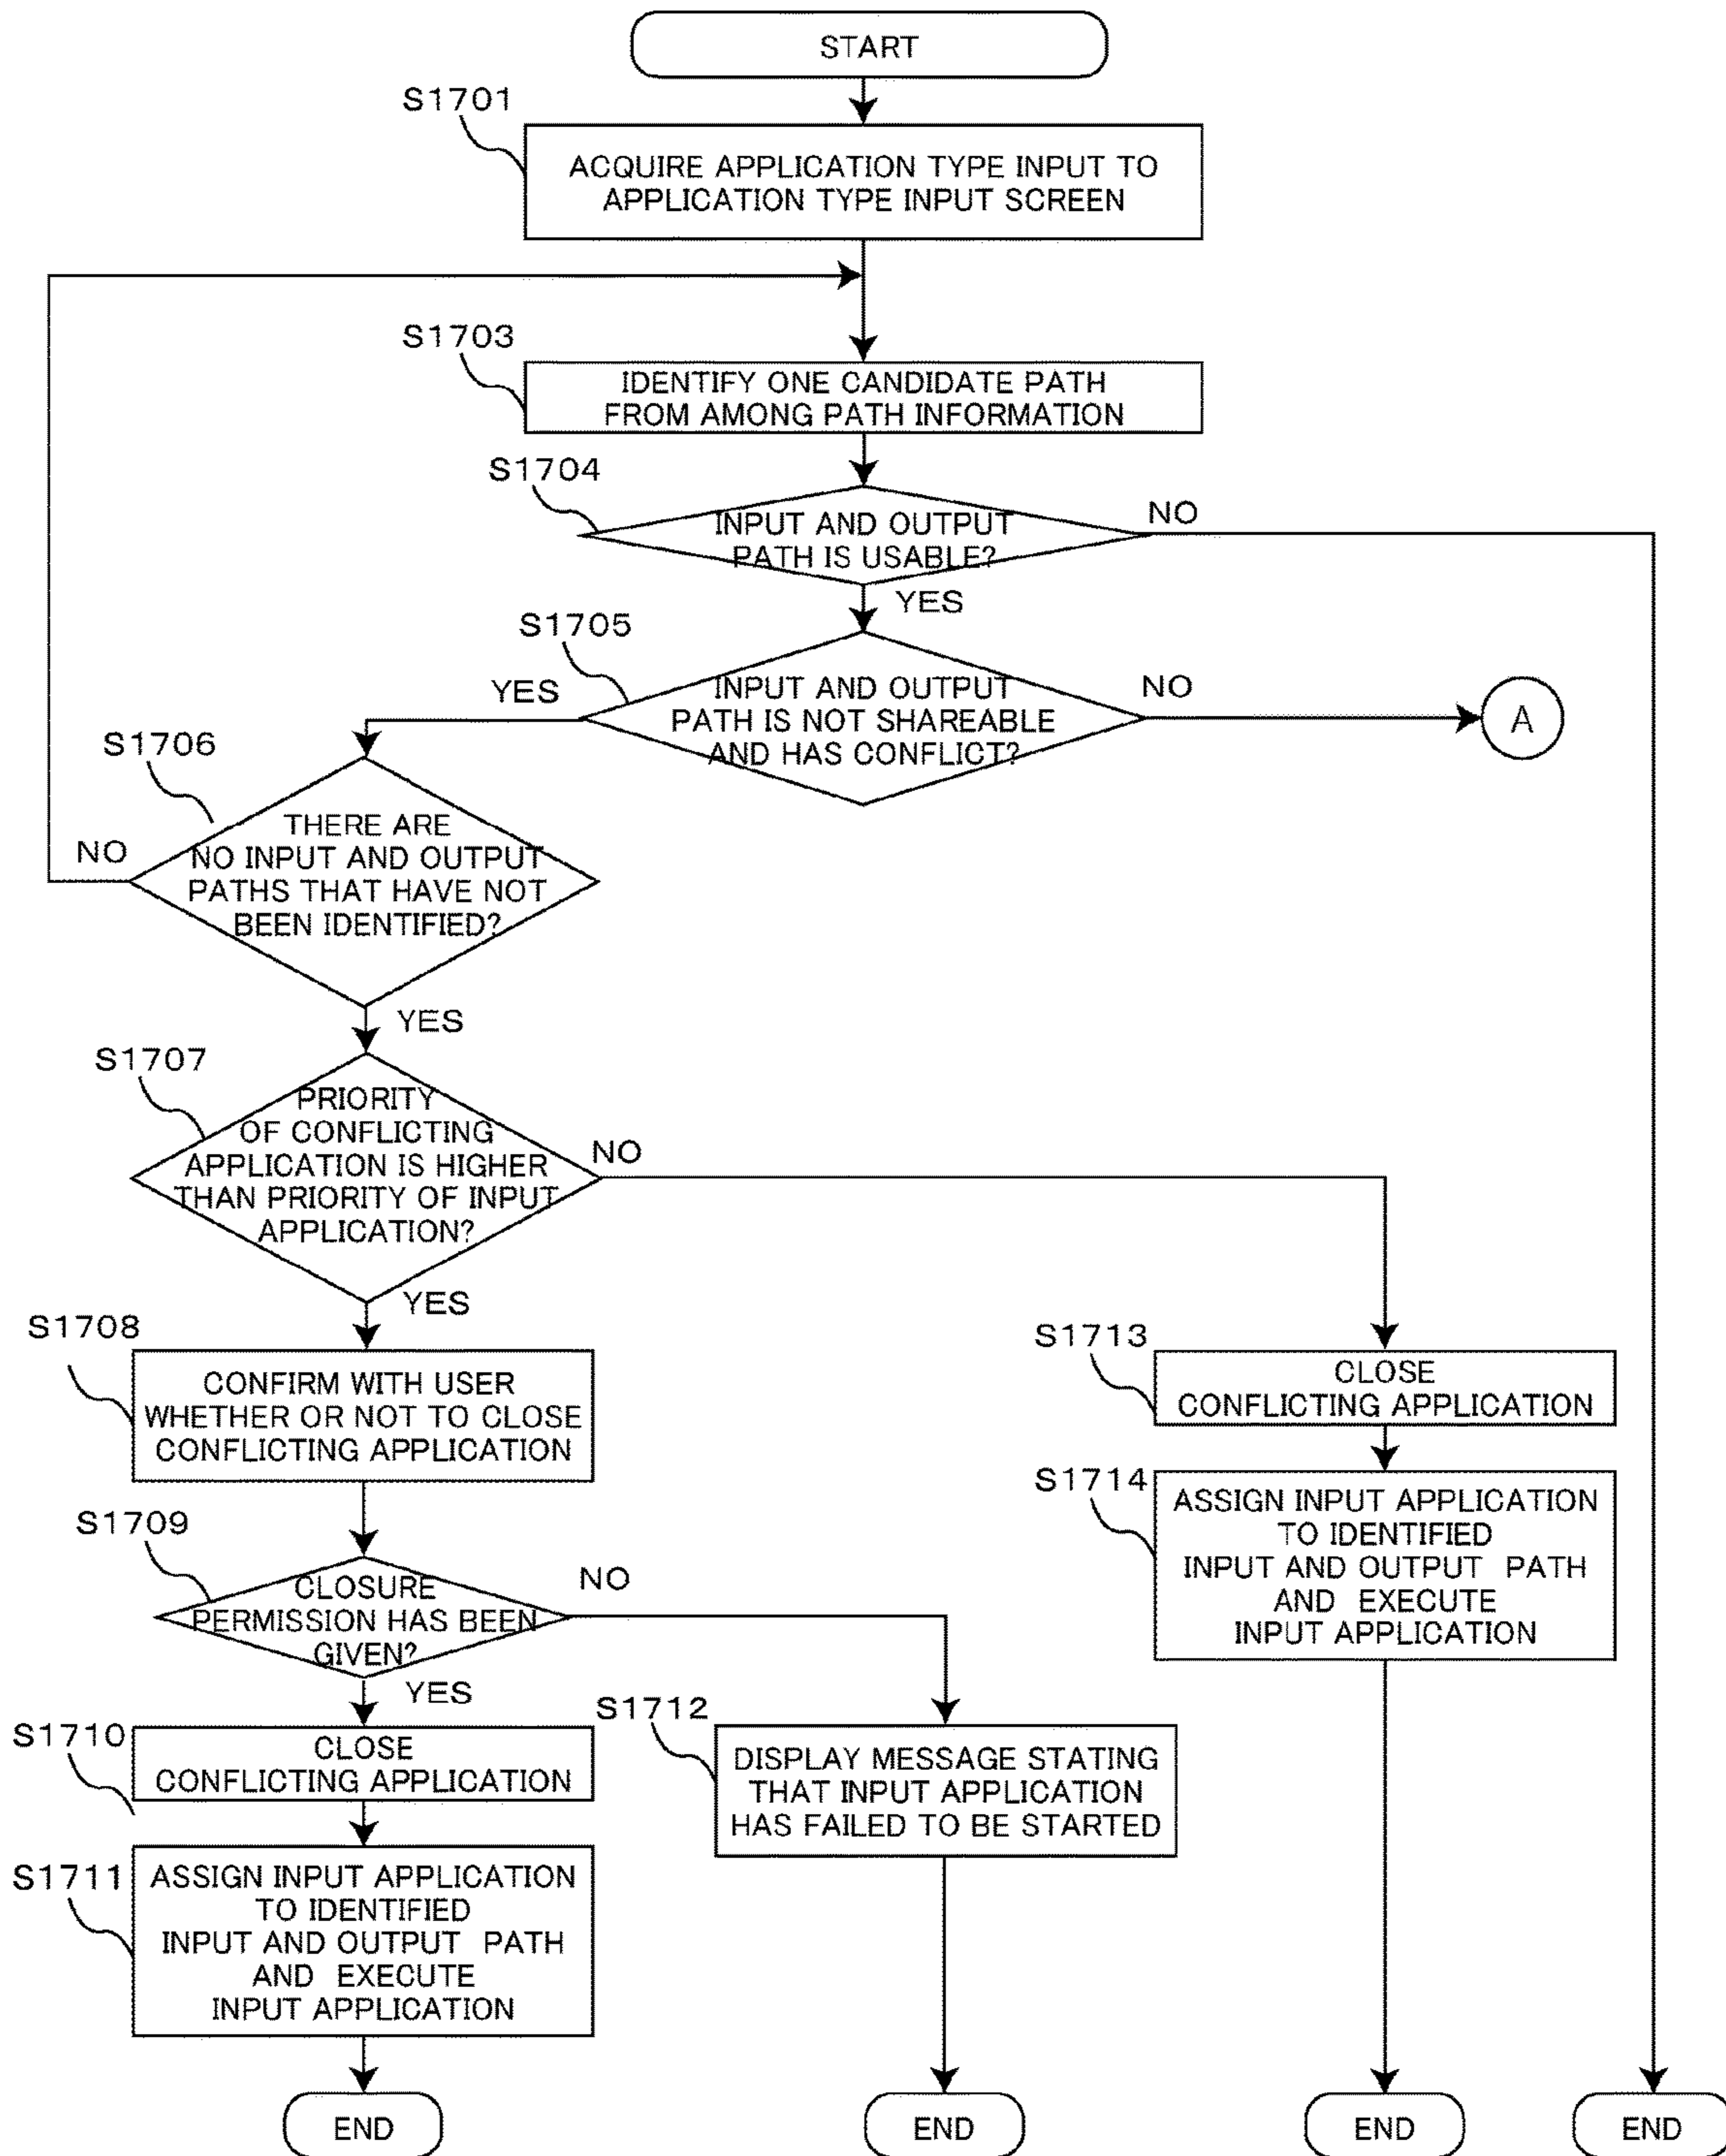 START
S1701
ACQUIRE APPLICATION TYPE INPUT TO
APPLICATION TYPE INPUT SCREEN
S1703
IDENTIFY ONE CANDIDATE PATH
FROM AMONG PATH INFORMATION
S1704
INPUT AND OUTPUT
PATH IS USABLE?
NO
YES
S1705
INPUT AND OUTPUT
PATH IS NOT SHAREABLE
AND HAS CONFLICT?
YES
NO
A
S1706
THERE ARE
NO INPUT AND OUTPUT
PATHS THAT HAVE NOT
BEEN IDENTIFIED?
NO
YES
S1707
PRIORITY
OF CONFLICTING
APPLICATION IS HIGHER
THAN PRIORITY OF INPUT
APPLICATION?
NO
YES
S1708
CONFIRM WITH USER
WHETHER OR NOT TO CLOSE
CONFLICTING APPLICATION
S1713
CLOSE
CONFLICTING APPLICATION
S1714
ASSIGN INPUT APPLICATION
TO IDENTIFIED
INPUT AND OUTPUT PATH
AND EXECUTE
INPUT APPLICATION
S1709
CLOSURE
PERMISSION HAS BEEN
GIVEN?
NO
YES
S1710
CLOSE
CONFLICTING APPLICATION
S1712
DISPLAY MESSAGE STATING
THAT INPUT APPLICATION
HAS FAILED TO BE STARTED
S1711
ASSIGN INPUT APPLICATION
TO IDENTIFIED
INPUT AND OUTPUT PATH
AND EXECUTE
INPUT APPLICATION
END
END
END
END